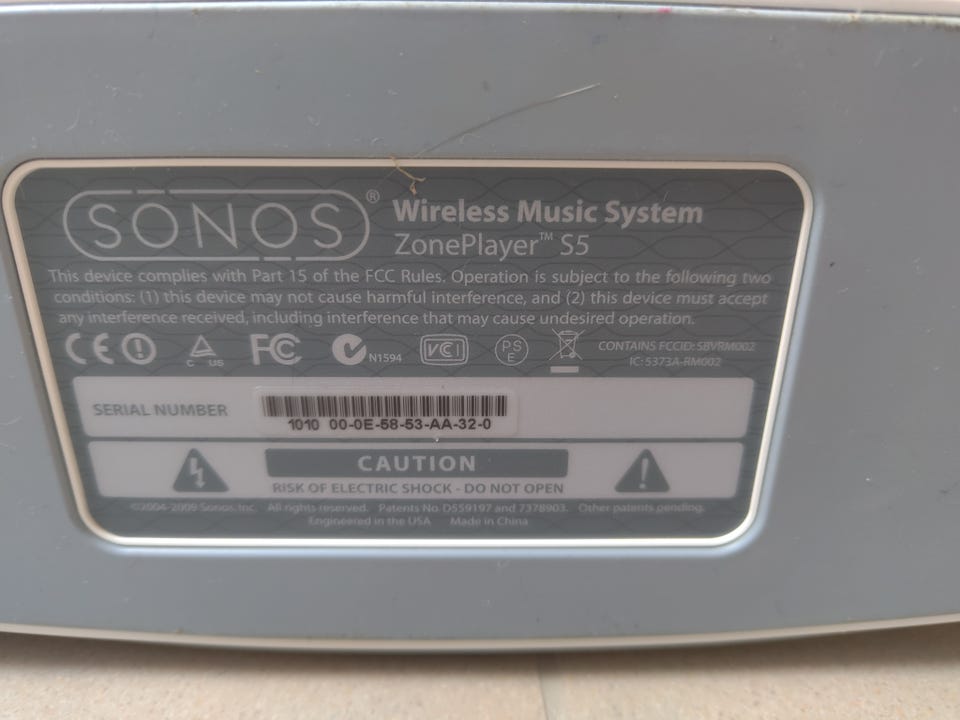 SONOS®
Wireless Music System
ZonePlayer™ S5
This device complies with Part 15 of the FCC Rules. Operation is subject to the following two
conditions: (1) this device may not cause harmful interference, and (2) this device must accept
any interference received, including interference that may cause undesired operation.
CE C US FC N1594 VCI PSE CONTAINS FCCID: SBVRM002
IC: 5373A-RM002
SERIAL NUMBER
1010 00-0E-58-53-AA-32-0
CAUTION
RISK OF ELECTRIC SHOCK - DO NOT OPEN
©2004-2009 Sonos, Inc. All rights reserved. Patents No. D559197 and 7378903. Other patents pending.
Engineered in the USA Made in China